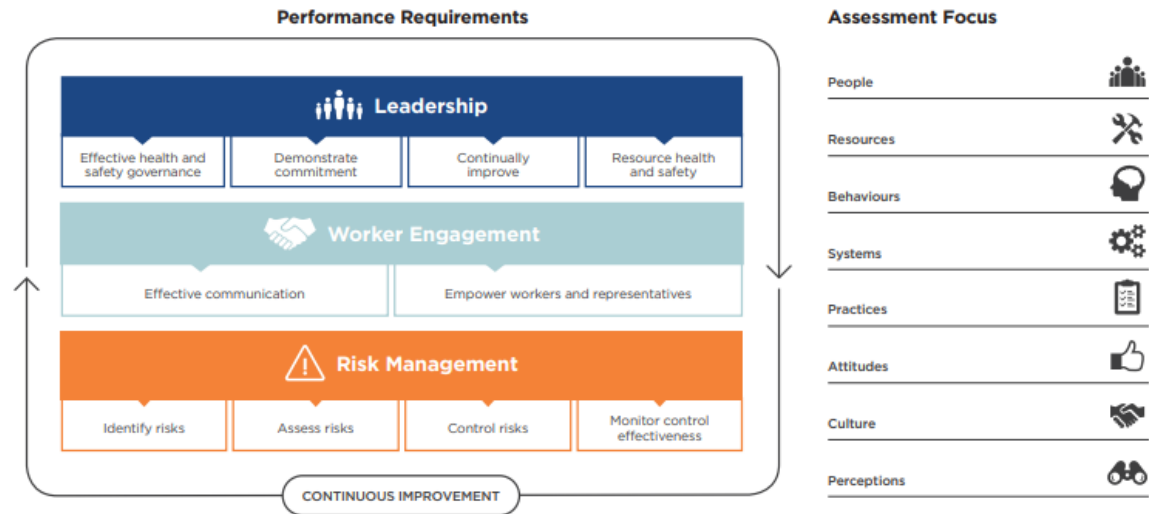 Performance Requirements
Leadership
Effective health and
safety governance
Demonstrate
commitment
Continually
improve
Resource health
and safety
Worker Engagement
Effective communication
Empower workers and representatives
Risk Management
Identify risks
Assess risks
Control risks
Monitor control
effectiveness
CONTINUOUS IMPROVEMENT
Assessment Focus
People
Resources
Behaviours
Systems
Practices
Attitudes
Culture
Perceptions